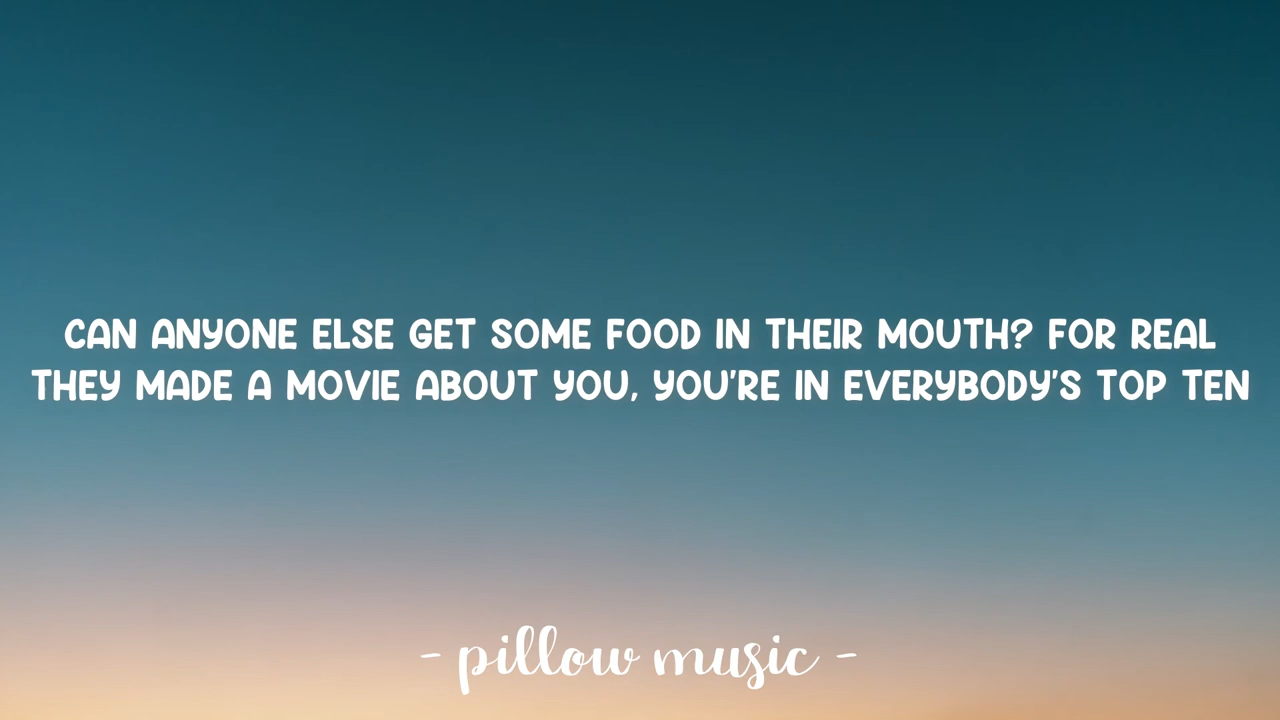 CAN ANYONE ELSE GET SOME FOOD IN THEIR MOUTH? FOR REAL
THEY MADE A MOVIE ABOUT YOU, YOU'RE IN EVERYBODY'S TOP TEN
- pillow music -